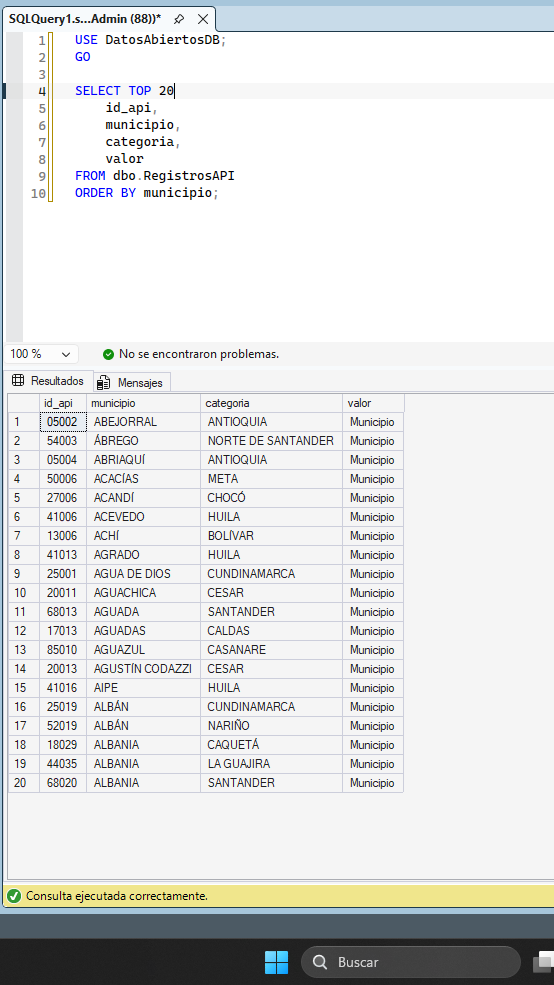 SQLQuery1.s...Admin (88))*
1 USE DatosAbiertosDB;
2 GO
3
4 SELECT TOP 20
5 id_api,
6 municipio,
7 categoria,
8 valor
9 FROM dbo.RegistrosAPI
10 ORDER BY municipio;
100 % No se encontraron problemas.
Resultados Mensajes
id_api municipio categoria valor
1 05002 ABEJORRAL ANTIOQUIA Municipio
2 54003 ÁBREGO NORTE DE SANTANDER Municipio
3 05004 ABRIAQUÍ ANTIOQUIA Municipio
4 50006 ACACÍAS META Municipio
5 27006 ACANDÍ CHOCÓ Municipio
6 41006 ACEVEDO HUILA Municipio
7 13006 ACHÍ BOLÍVAR Municipio
8 41013 AGRADO HUILA Municipio
9 25001 AGUA DE DIOS CUNDINAMARCA Municipio
10 20011 AGUACHICA CESAR Municipio
11 68013 AGUADA SANTANDER Municipio
12 17013 AGUADAS CALDAS Municipio
13 85010 AGUAZUL CASANARE Municipio
14 20013 AGUSTÍN CODAZZI CESAR Municipio
15 41016 AIPE HUILA Municipio
16 25019 ALBÁN CUNDINAMARCA Municipio
17 52019 ALBÁN NARIÑO Municipio
18 18029 ALBANIA CAQUETÁ Municipio
19 44035 ALBANIA LA GUAJIRA Municipio
20 68020 ALBANIA SANTANDER Municipio
Consulta ejecutada correctamente.
Buscar